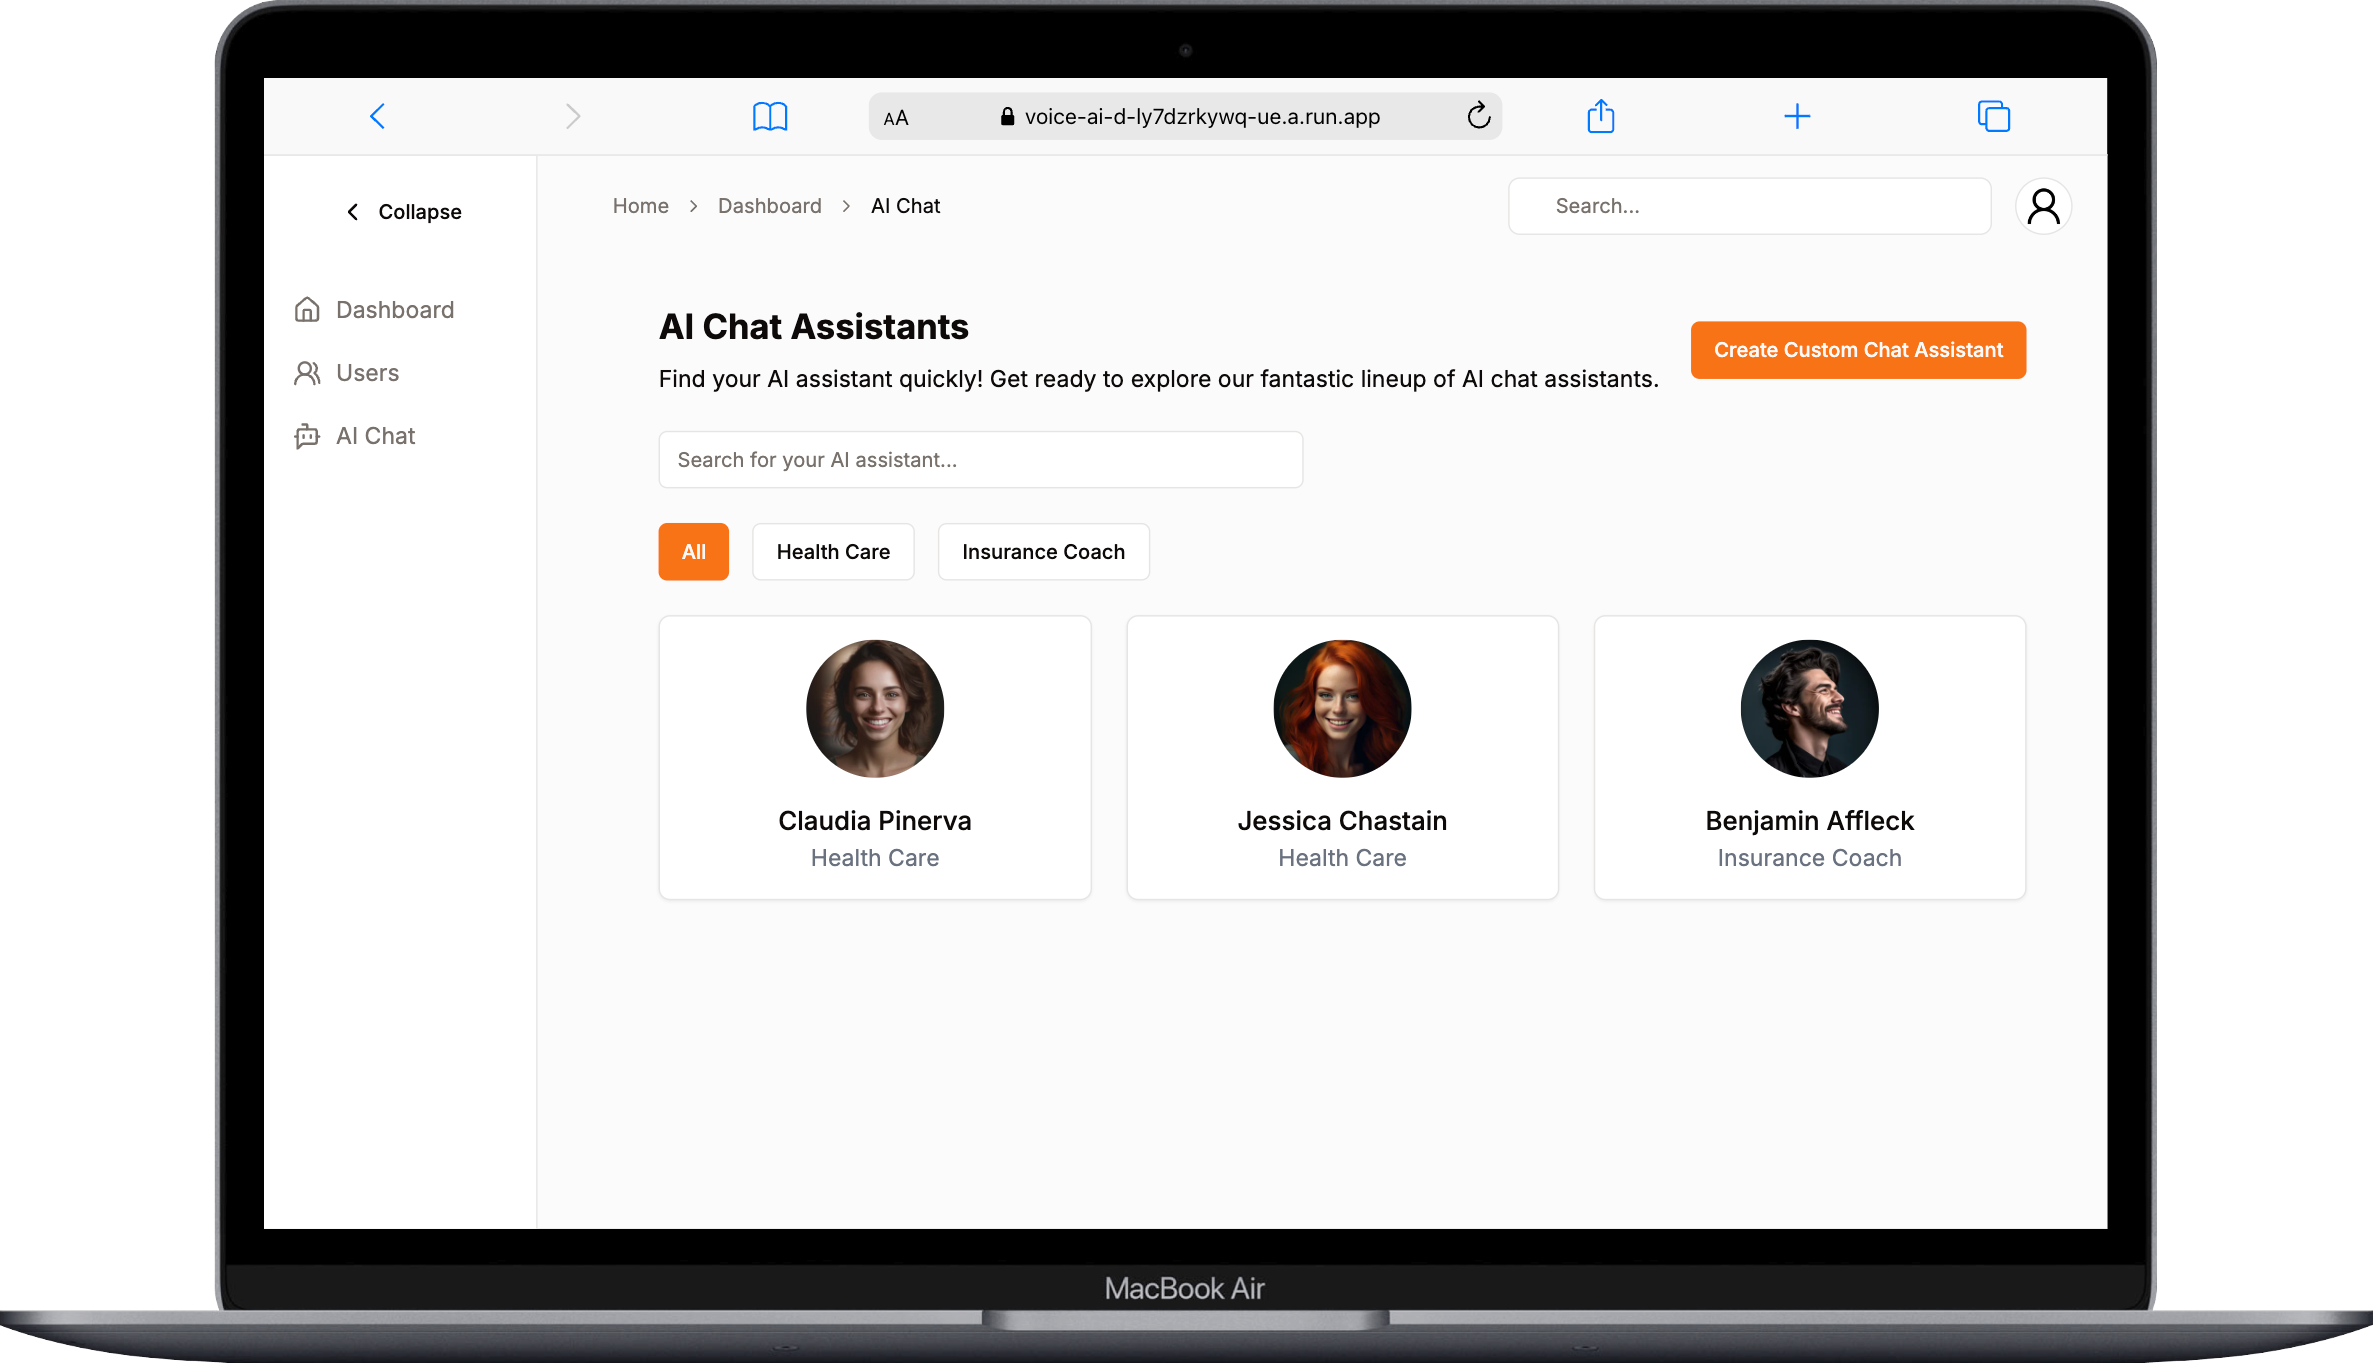 AA
voice-ai-d-ly7dzrkywq-ue.a.run.app
Collapse
Dashboard
Users
AI Chat
Home > Dashboard > AI Chat
Search...
AI Chat Assistants
Find your AI assistant quickly! Get ready to explore our fantastic lineup of AI chat assistants.
Create Custom Chat Assistant
Search for your AI assistant...
All
Health Care
Insurance Coach
Claudia Pinerva
Health Care
Jessica Chastain
Health Care
Benjamin Affleck
Insurance Coach
MacBook Air